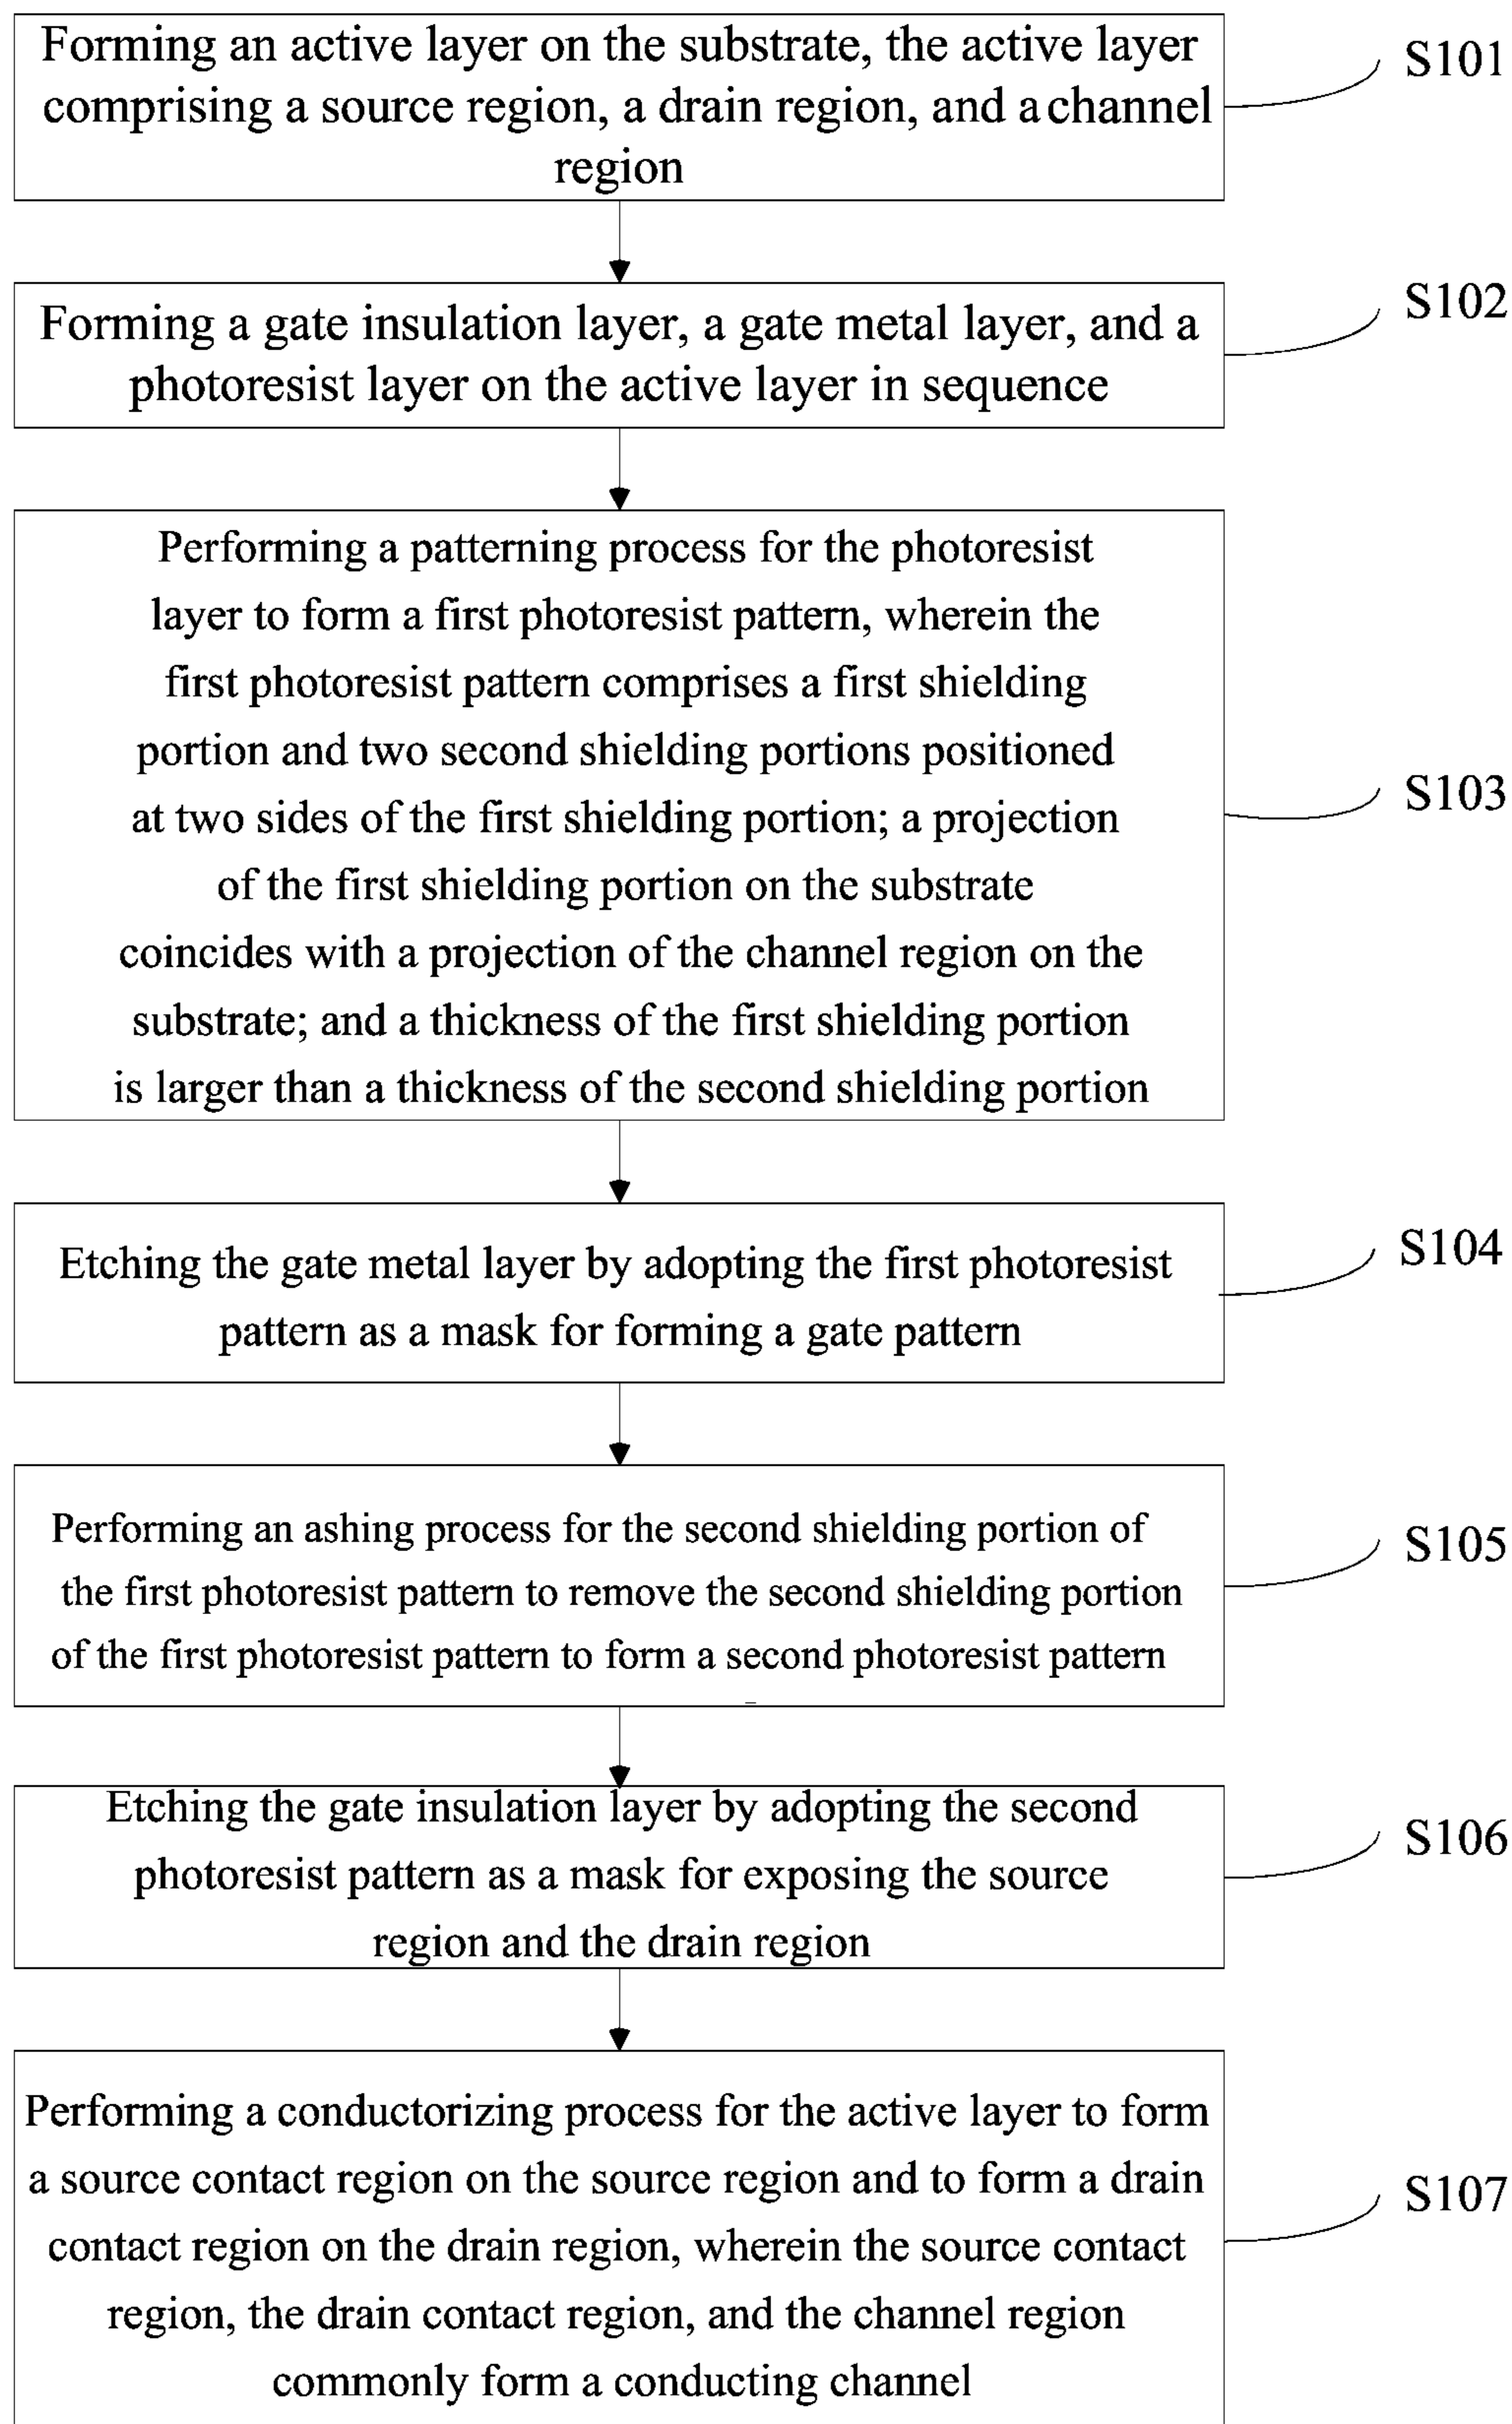 Forming an active layer on the substrate, the active layer
comprising a source region, a drain region, and a channel
region
S101
Forming a gate insulation layer, a gate metal layer, and a
photoresist layer on the active layer in sequence
S102
Performing a patterning process for the photoresist
layer to form a first photoresist pattern, wherein the
first photoresist pattern comprises a first shielding
portion and two second shielding portions positioned
at two sides of the first shielding portion; a projection
of the first shielding portion on the substrate
coincides with a projection of the channel region on the
substrate; and a thickness of the first shielding portion
is larger than a thickness of the second shielding portion
S103
Etching the gate metal layer by adopting the first photoresist
pattern as a mask for forming a gate pattern
S104
Performing an ashing process for the second shielding portion of
the first photoresist pattern to remove the second shielding portion
of the first photoresist pattern to form a second photoresist pattern
S105
Etching the gate insulation layer by adopting the second
photoresist pattern as a mask for exposing the source
region and the drain region
S106
Performing a conductorizing process for the active layer to form
a source contact region on the source region and to form a drain
contact region on the drain region, wherein the source contact
region, the drain contact region, and the channel region
commonly form a conducting channel
S107